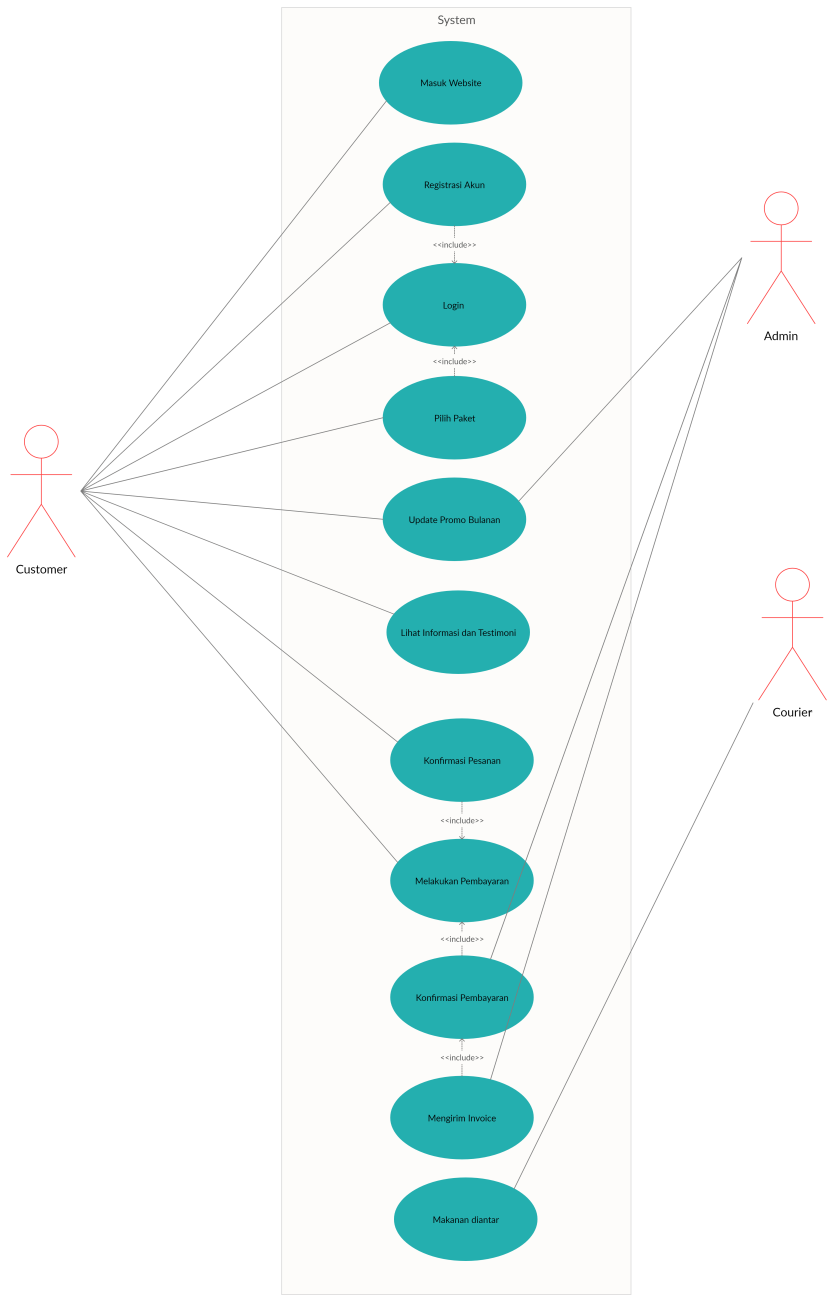 System
Masuk Website
Registrasi Akun
<<include>>
Login
<<include>>
Pilih Paket
Update Promo Bulanan
Lihat Informasi dan Testimoni
Konfirmasi Pesanan
<<include>>
Melakukan Pembayaran
<<include>>
Konfirmasi Pembayaran
<<include>>
Mengirim Invoice
Makanan diantar
Customer
Admin
Courier